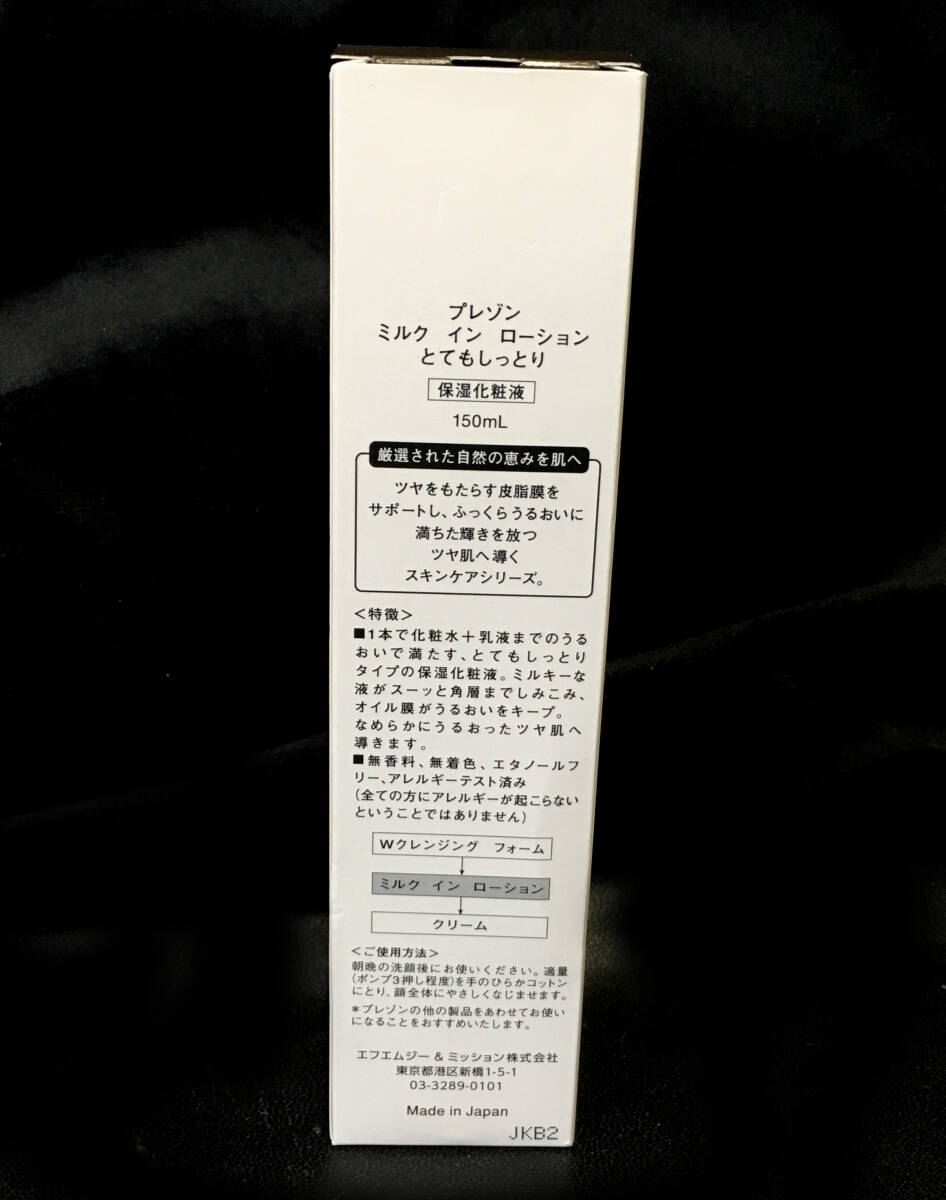 プレゾン
ミルク イン ローション
とてもしっとり
保湿化粧液
150mL
厳選された自然の恵みを肌へ
ツヤをもたらす皮脂膜を
サポートし、ふっくらうるおいに
満ちた輝きを放つ
ツヤ肌へ導く
スキンケアシリーズ。
＜特徴＞
■1本で化粧水＋乳液までのうる
おいで満たす、とてもしっとり
タイプの保湿化粧液。ミルキーな
液がスーッと角層までしみこみ、
オイル膜がうるおいをキープ。
なめらかにうるおったツヤ肌へ
導きます。
■無香料、無着色、エタノールフ
リー、アレルギーテスト済み
(全ての方にアレルギーが起こらない
ということではありません)
Wクレンジング フォーム
ミルク イン ローション
クリーム
＜ご使用方法＞
朝晩の洗顔後にお使いください。適量
(ポンプ3押し程度)を手のひらかコットン
にとり、顔全体にやさしくなじませます。
＊プレゾンの他の製品をあわせてお使い
になることをおすすめいたします。
エフエムジー＆ミッション株式会社
東京都港区新橋1-5-1
03-3289-0101
Made in Japan
JKB2